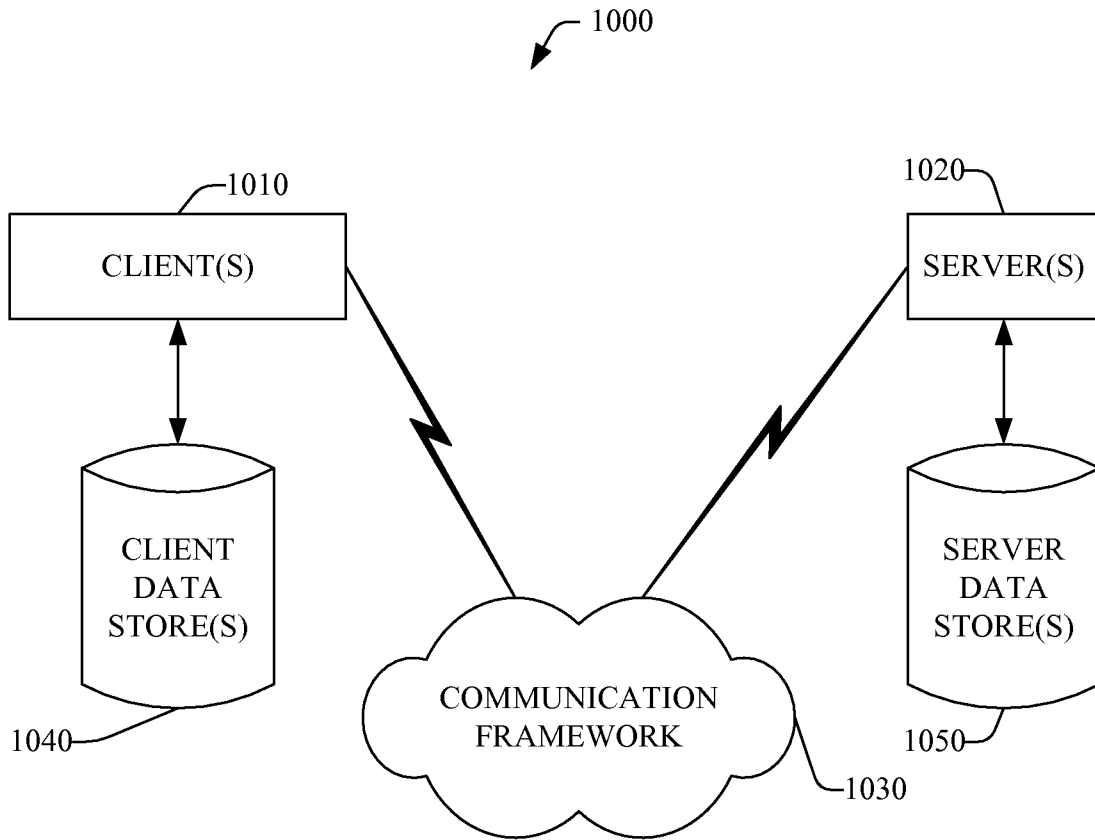 1000
1010
1020
CLIENT(S)
SERVER(S)
CLIENT
DATA
STORE(S)
SERVER
DATA
STORE(S)
COMMUNICATION
FRAMEWORK
1040
1050
1030